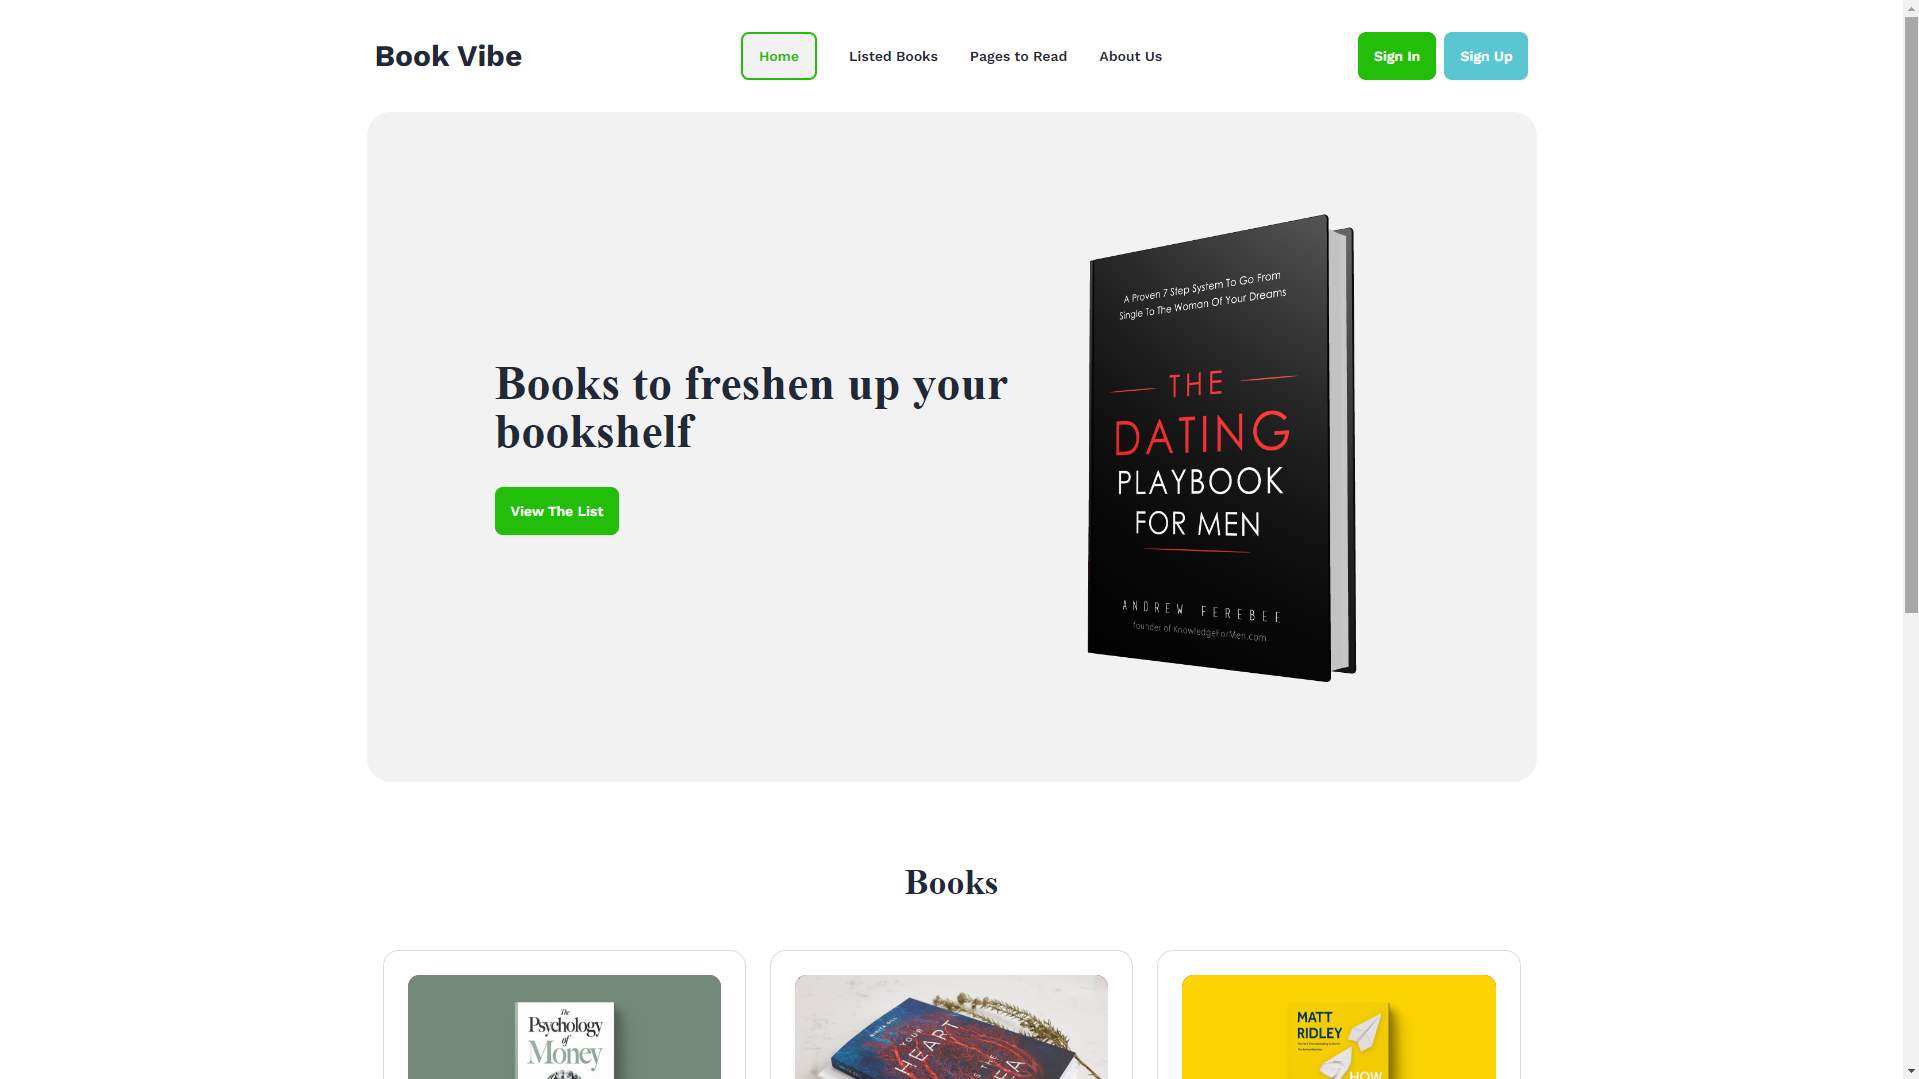 Book Vibe
Home
Listed Books
Pages to Read
About Us
Sign In
Sign Up
Books to freshen up your
bookshelf
View The List
A Proven 7 Step System To Go From
Single To The Woman Of Your Dreams
THE
DATING
PLAYBOOK
FOR MEN
ANDREW FEREBEE
founder of KnowledgeForMen.com
Books
The
Psychology
of
Money
YOUR
HEART
THE
SEA
MATT
RIDLEY
HOW